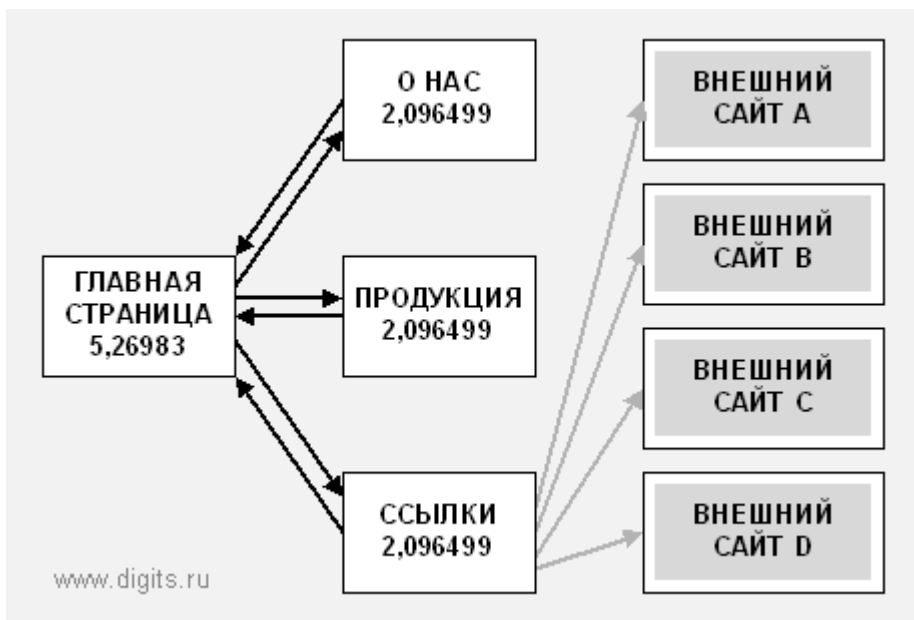 О НАС
2,096499
ВНЕШНИЙ
САЙТ A
ВНЕШНИЙ
САЙТ B
ГЛАВНАЯ
СТРАНИЦА
5,26983
ПРОДУКЦИЯ
2,096499
ВНЕШНИЙ
САЙТ C
ССЫЛКИ
2,096499
ВНЕШНИЙ
САЙТ D
www.digits.ru